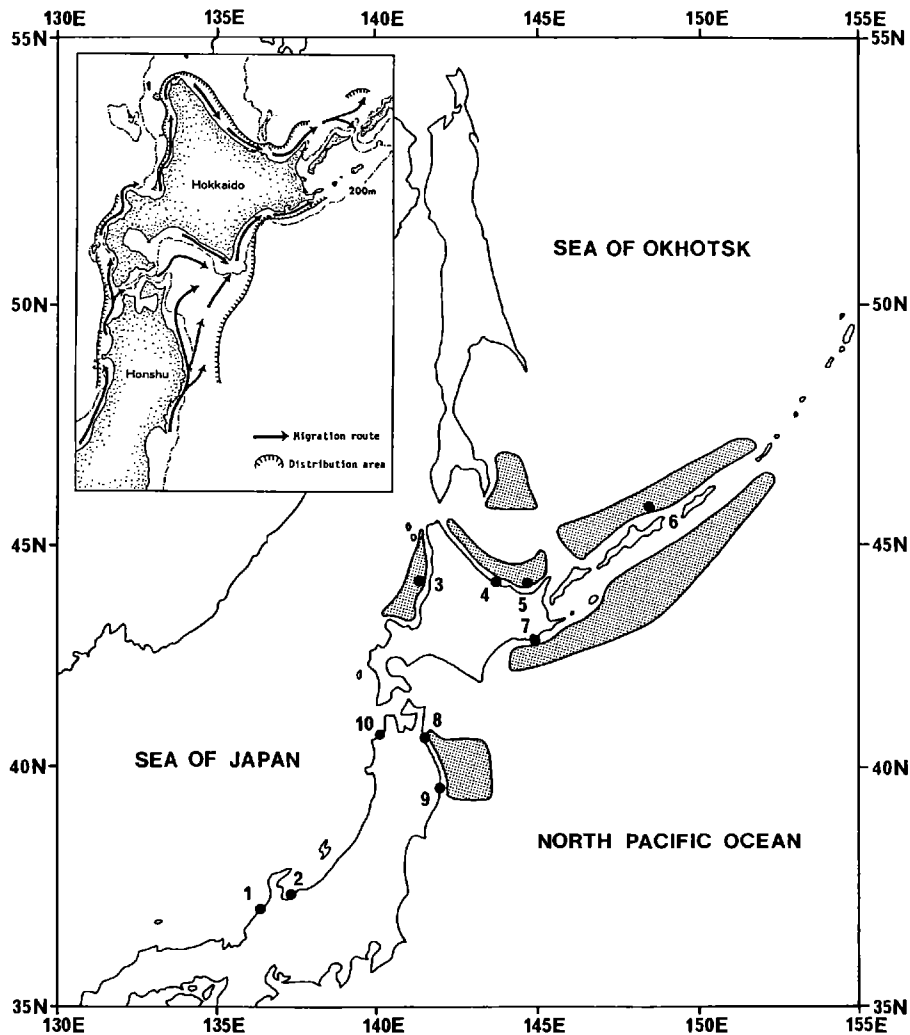 130E 135E 140E 145E 150E 155E
55N 55N
Hokkaido
200m
SEA OF OKHOTSK
50N 50N
Honshu
Migration route
Distribution area
6
45N 45N
3 4 5
7
10 8
SEA OF JAPAN
40N 40N
9
NORTH PACIFIC OCEAN
1 2
35N 35N
130E 135E 140E 145E 150E 155E